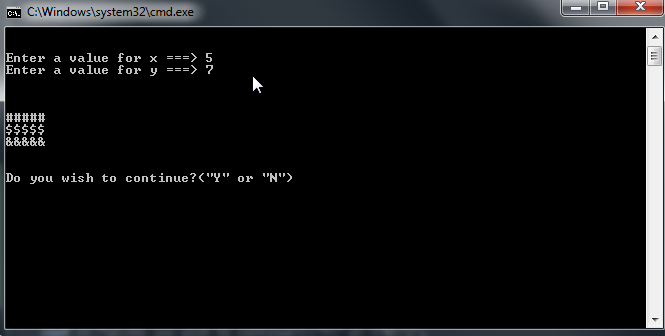 C:\Windows\system32\cmd.exe
Enter a value for x ===> 5
Enter a value for y ===> 7
#####
$$$$$
&&&&&
Do you wish to continue?("Y" or "N")